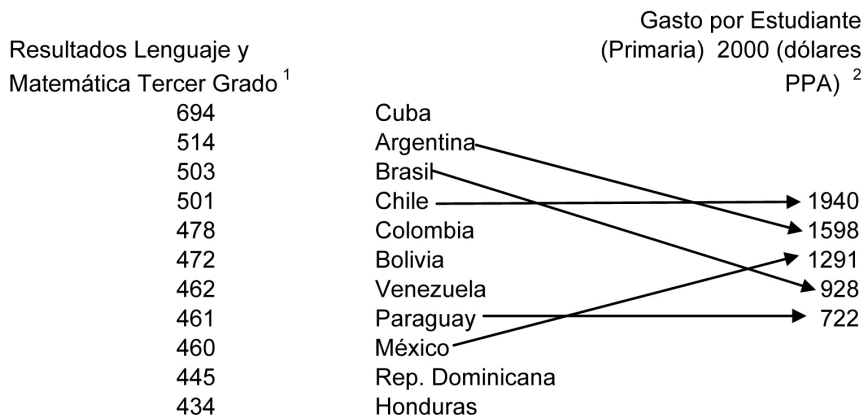 Gasto por Estudiante
Resultados Lenguaje y (Primaria) 2000 (dólares
Matemática Tercer Grado 1 PPA) 2
694 Cuba
514 Argentina
503 Brasil
501 Chile 1940
478 Colombia 1598
472 Bolivia 1291
462 Venezuela 928
461 Paraguay 722
460 México
445 Rep. Dominicana
434 Honduras